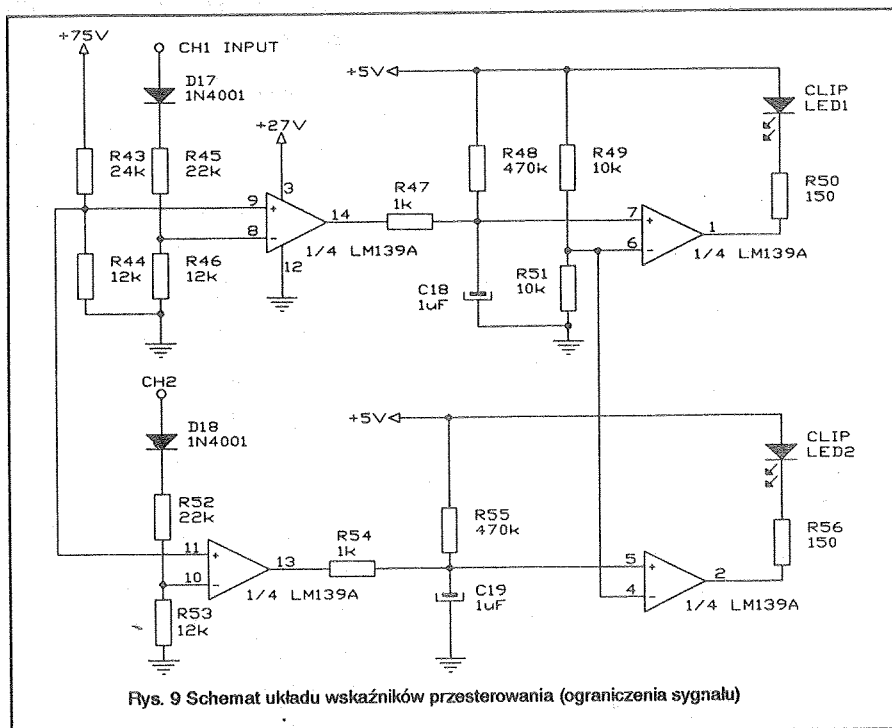 +75V
CH1 INPUT
D17
1N4001
+27V
+5V
CLIP
LED1
R43
24k
R45
22k
3
R48
470k
R49
10k
R47
1k
R50
150
9
+
8
-
14
7
+
6
-
1
1/4 LM139A
12
1/4 LM139A
R44
12k
R46
12k
C18
1uF
R51
10k
CH2
+5V
D18
1N4001
CLIP
LED2
R52
22k
R55
470k
R54
1k
R56
150
11
+
10
-
13
5
+
4
-
2
1/4 LM139A
C19
1uF
1/4 LM139A
R53
12k
Rys. 9 Schemat układu wskaźników przesterowania (ograniczenia sygnału)